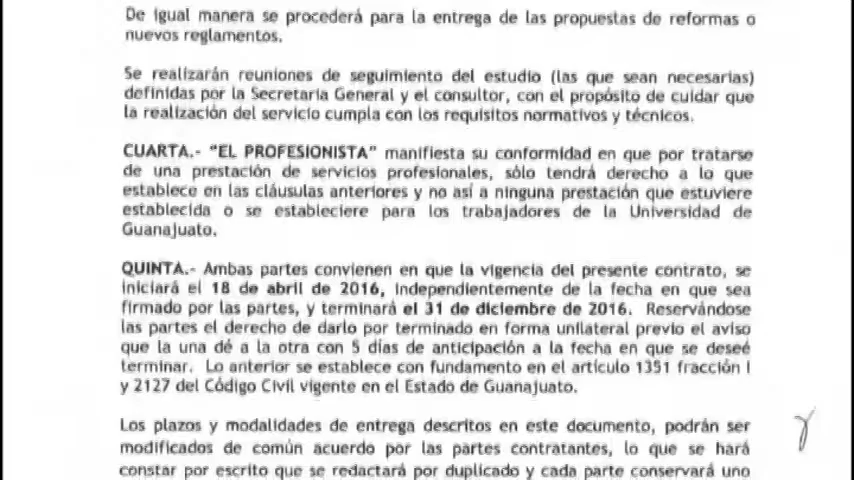 De igual manera se procederá para la entrega de las propuestas de reformas o
nuevos reglamentos.
Se realizarán reuniones de seguimiento del estudio (las que sean necesarias)
definidas por la Secretaría General y el consultor, con el propósito de cuidar que
la realización del servicio cumpla con los requisitos normativos y técnicos.
CUARTA.- “EL PROFESIONISTA” manifiesta su conformidad en que por tratarse
de una prestación de servicios profesionales, sólo tendrá derecho a lo que
establece en las cláusulas anteriores y no así a ninguna prestación que estuviere
establecida o se estableciere para los trabajadores de la Universidad de
Guanajuato.
QUINTA.- Ambas partes convienen en que la vigencia del presente contrato, se
iniciará el 18 de abril de 2016, independientemente de la fecha en que sea
firmado por las partes, y terminará el 31 de diciembre de 2016. Reservándose
las partes el derecho de darlo por terminado en forma unilateral previo el aviso
que la una dé a la otra con 5 días de anticipación a la fecha en que se deseé
terminar. Lo anterior se establece con fundamento en el artículo 1351 fracción I
y 2127 del Código Civil vigente en el Estado de Guanajuato.
Los plazos y modalidades de entrega descritos en este documento, podrán ser
modificados de común acuerdo por las partes contratantes, lo que se hará
constar por escrito que se redactará por duplicado y cada parte conservará uno